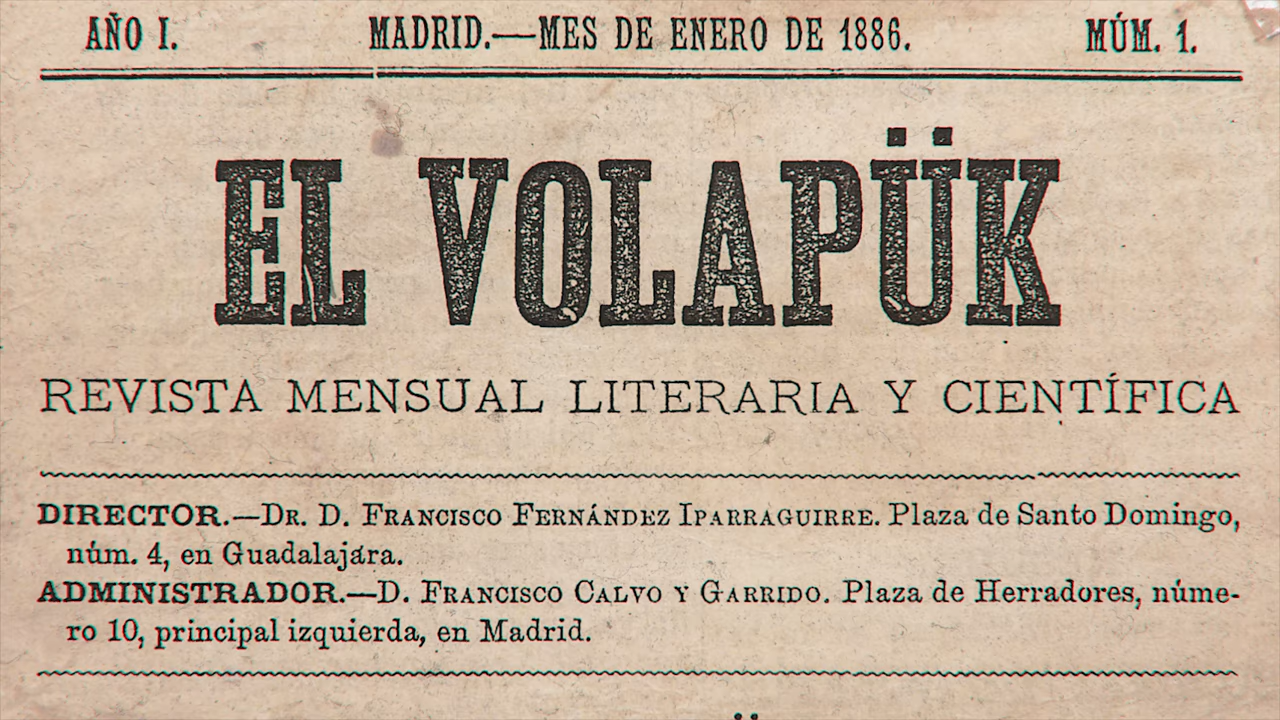 AÑO I. MADRID.—MES DE ENERO DE 1886. MÚM. 1.
EL VOLAPÜK
REVISTA MENSUAL LITERARIA Y CIENTÍFICA
DIRECTOR.—DR. D. FRANCISCO FERNÁNDEZ IPARRAGUIRRE. Plaza de Santo Domingo,
núm. 4, en Guadalajára.
ADMINISTRADOR.—D. FRANCISCO CALVO Y GARRIDO. Plaza de Herradores, núme-
ro 10, principal izquierda, en Madrid.